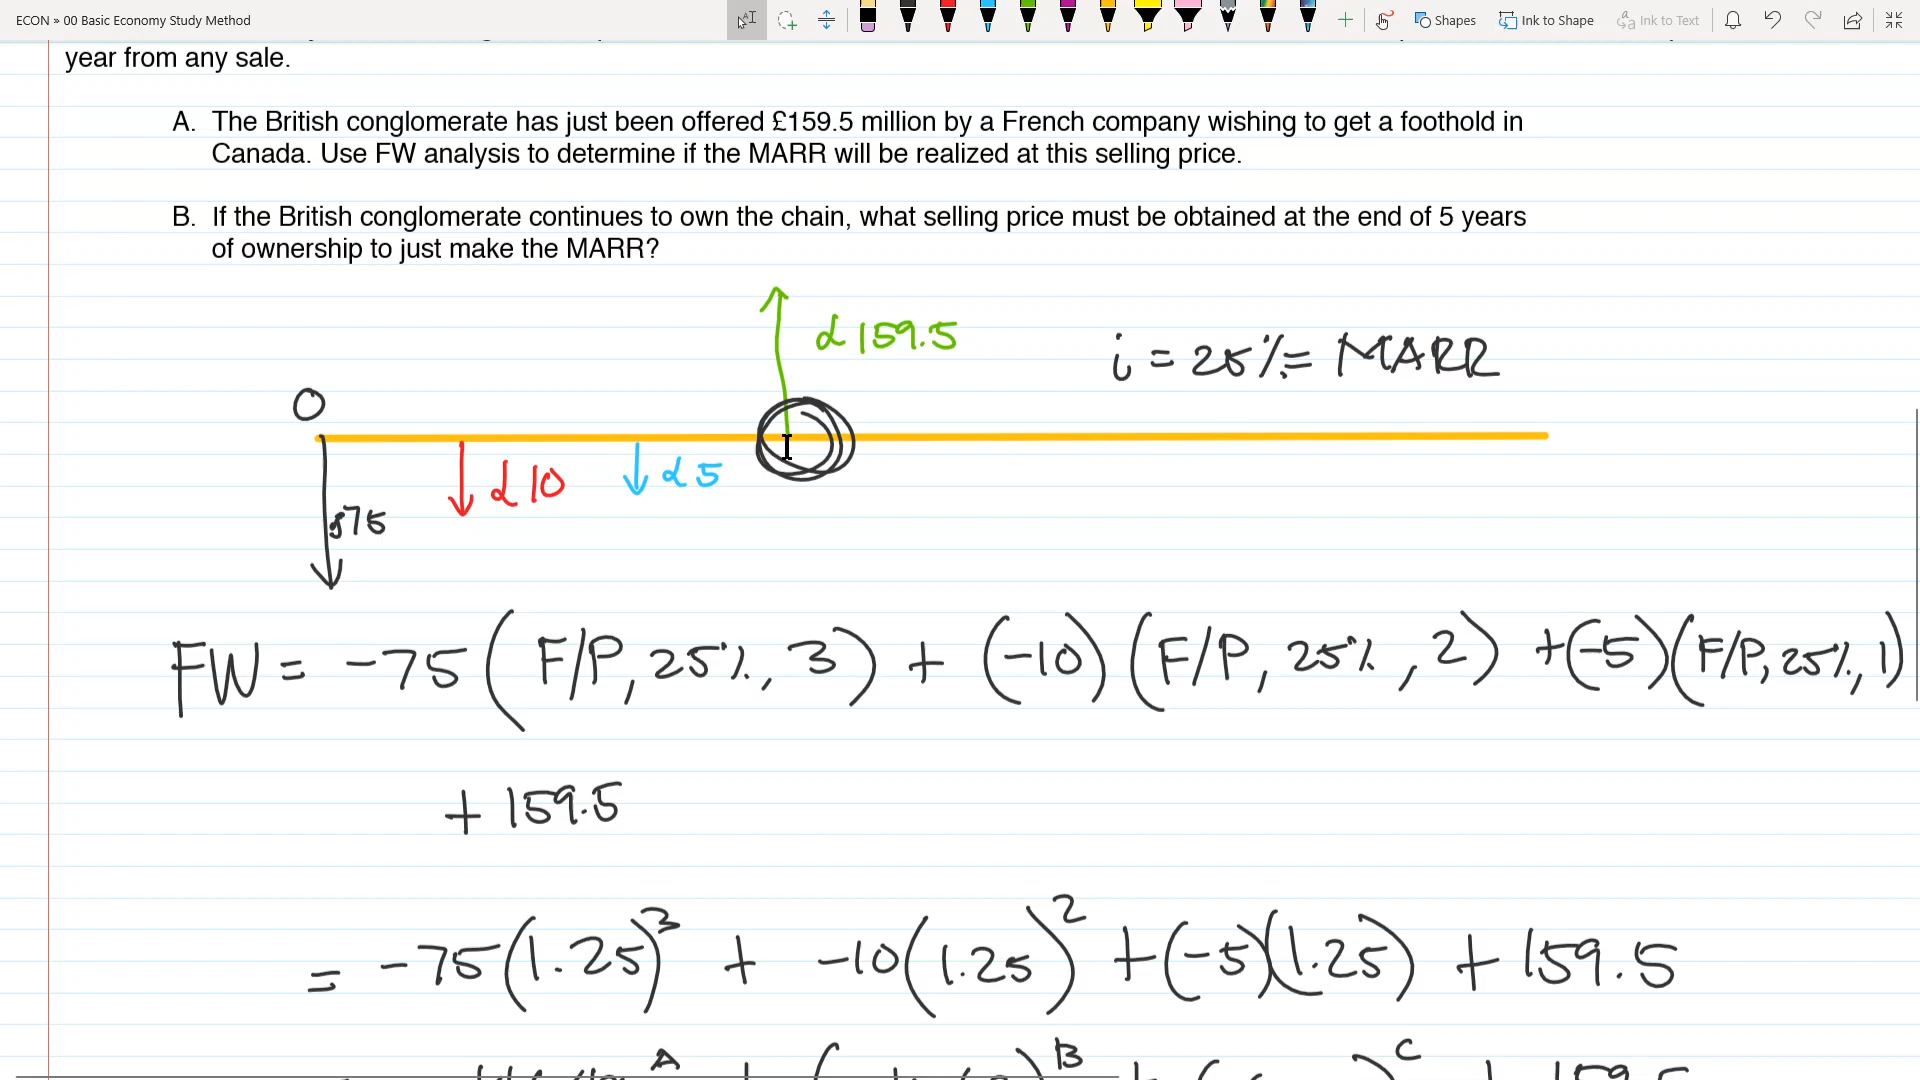 ECON » 00 Basic Economy Study Method
Shapes
Ink to Shape
Ink to Text
year from any sale.
A. The British conglomerate has just been offered £159.5 million by a French company wishing to get a foothold in
Canada. Use FW analysis to determine if the MARR will be realized at this selling price.
B. If the British conglomerate continues to own the chain, what selling price must be obtained at the end of 5 years
of ownership to just make the MARR?
£159.5
i = 25% = MARR
0
£10
£5
75
FW = -75 (F/P, 25%, 3) + (-10) (F/P, 25%, 2) + (-5)(F/P, 25%, 1)
+ 159.5
= -75(1.25)³ + -10(1.25)² + (-5)(1.25) + 159.5
A
B
C